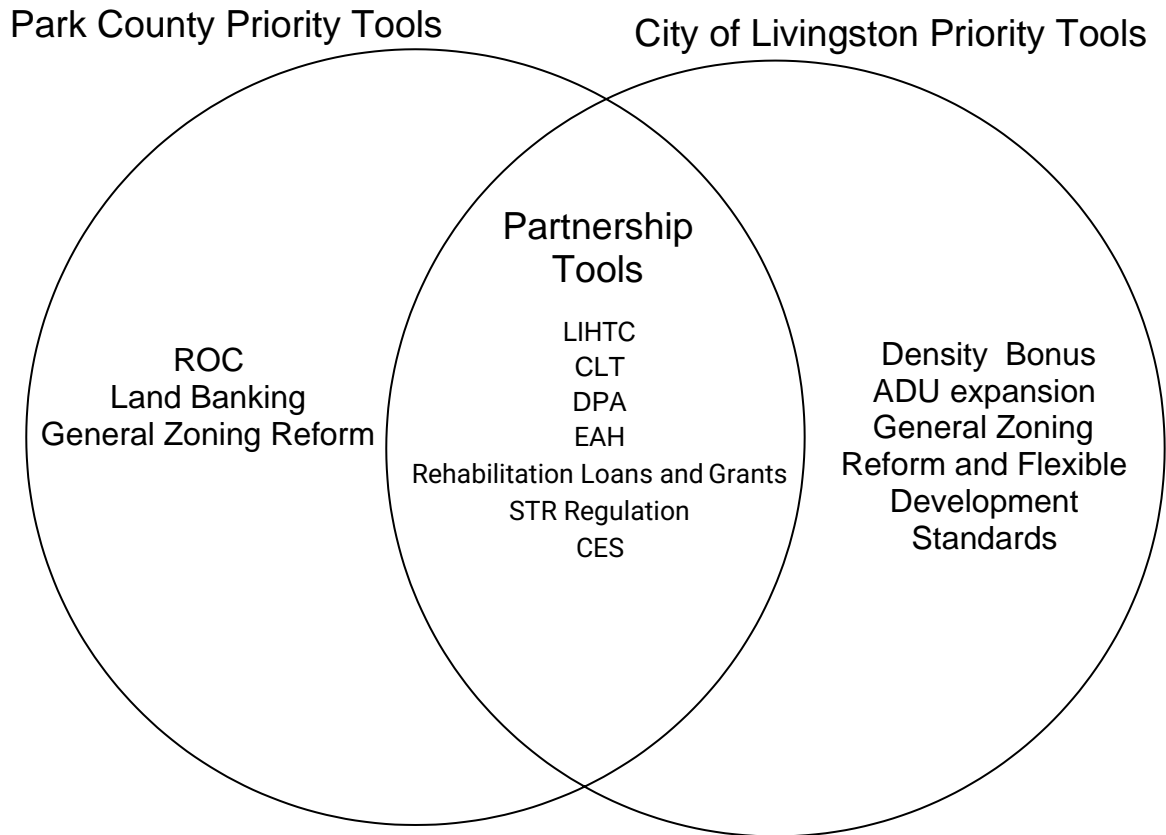 Park County Priority Tools
City of Livingston Priority Tools
Partnership
Tools
LIHTC
CLT
DPA
EAH
Rehabilitation Loans and Grants
STR Regulation
CES
ROC
Land Banking
General Zoning Reform
Density  Bonus
ADU expansion
General Zoning
Reform and Flexible
Development
Standards